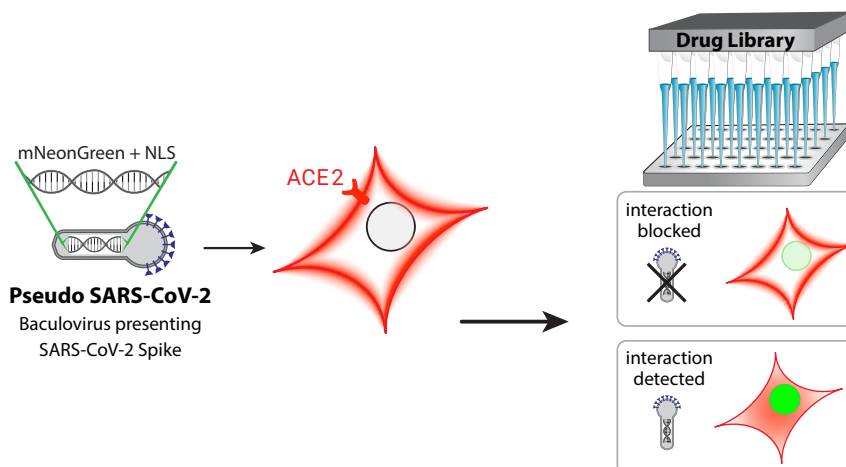 Drug Library
mNeonGreen + NLS
ACE2
Pseudo SARS-CoV-2
Baculovirus presenting
SARS-CoV-2 Spike
interaction
blocked
interaction
detected